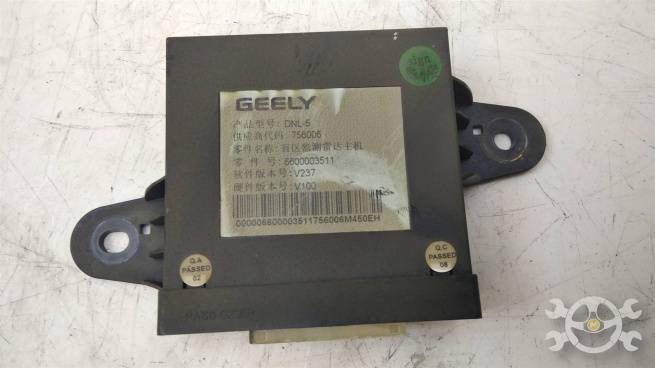 GEELY
产品型号: DNL-5
供应商代码: 756006
零件名称: 盲区监测雷达主机
零 件 号: 6600003511
软件版本号: V237
硬件版本号: V100
000006600003511756006M450EH
Q.A
PASSED
02
Q.C
PASSED
08